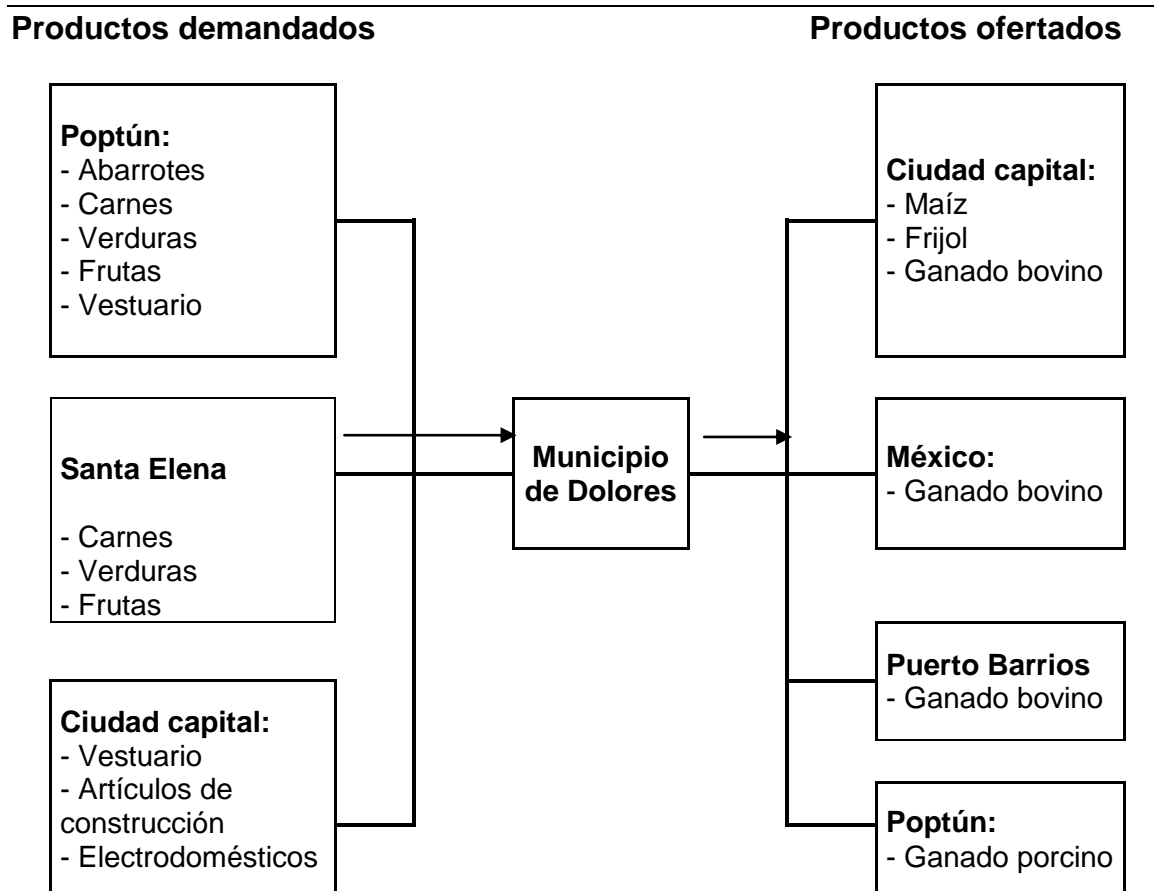 Productos demandados
Productos ofertados
Poptún:
- Abarrotes
- Carnes
- Verduras
- Frutas
- Vestuario
Santa Elena
- Carnes
- Verduras
- Frutas
Ciudad capital:
- Vestuario
- Artículos de
construcción
- Electrodomésticos
Municipio
de Dolores
Ciudad capital:
- Maíz
- Frijol
- Ganado bovino
México:
- Ganado bovino
Puerto Barrios
- Ganado bovino
Poptún:
- Ganado porcino